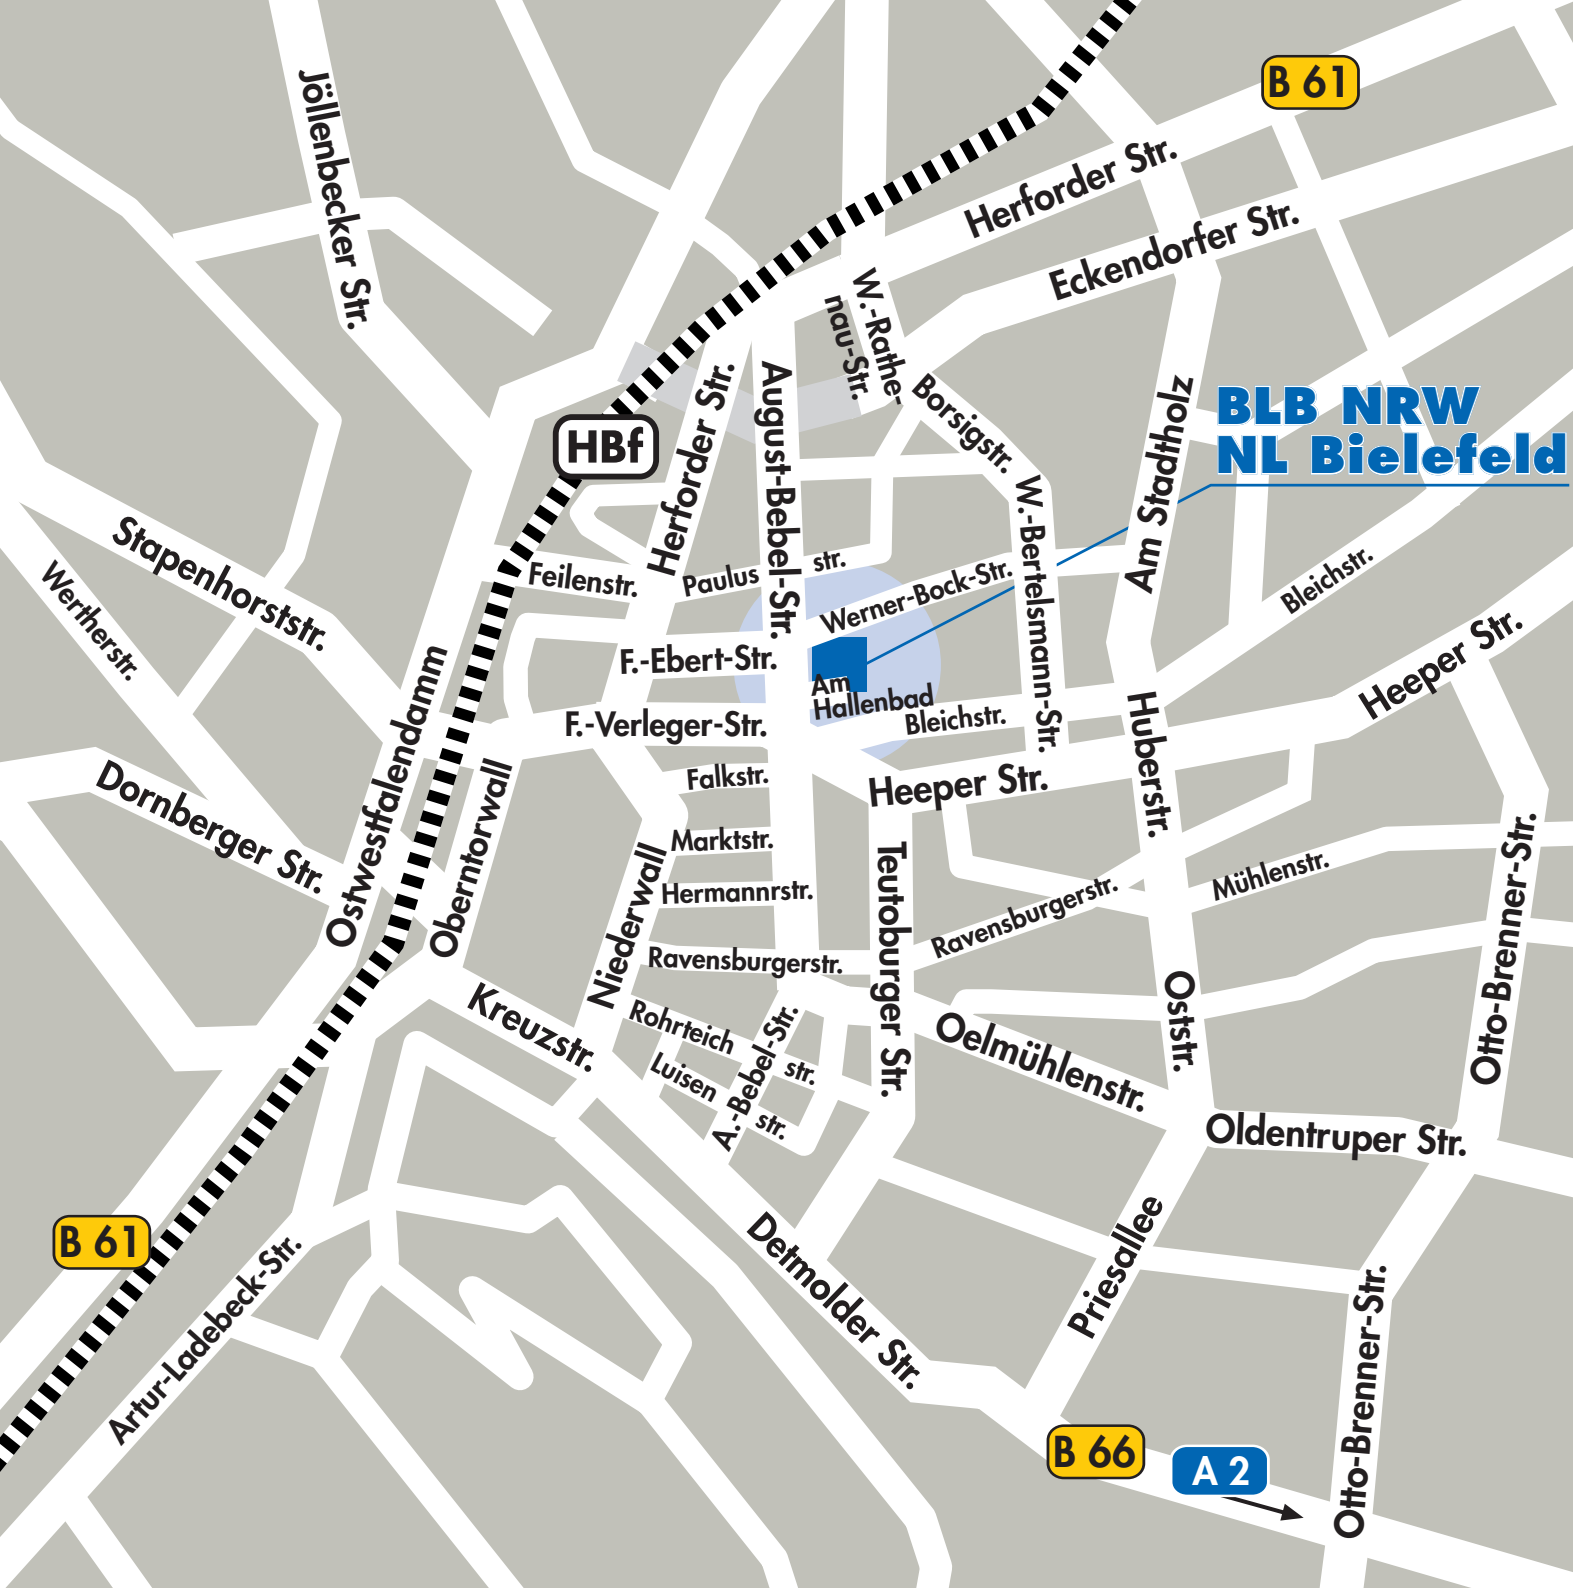 B 61
Jöllenbecker Str.
Herforder Str.
Eckendorfer Str.
W.-Rathe-
nau-Str.
Borsigstr.
August-Bebel-Str.
Herforder Str.
HBf
Am Stadtholz
BLB NRW
NL Bielefeld
W.-Bertelsmann-Str.
Stapenhorststr.
Wertherstr.
Feilenstr.
Paulus
str.
Werner-Bock-Str.
Bleichstr.
F.-Ebert-Str.
Am
Hallenbad
Bleichstr.
F.-Verleger-Str.
Heeper Str.
Ostwestfalendamm
Oberntorwall
Dornberger Str.
Falkstr.
Heeper Str.
Huberstr.
Marktstr.
Hermannrstr.
Niederwall
Teutoburger Str.
Ravensburgerstr.
Ravensburgerstr.
Mühlenstr.
Otto-Brenner-Str.
Kreuzstr.
Rohrteich
str.
Luisen
str.
A.-Bebel-Str.
Oelmühlenstr.
Oststr.
Oldentruper Str.
B 61
Artur-Ladebeck-Str.
Detmolder Str.
Priesallee
Otto-Brenner-Str.
B 66
A 2